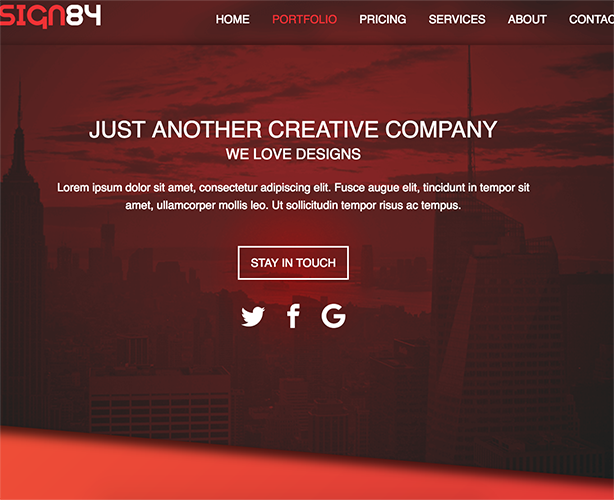 SIGN84
HOME PORTFOLIO PRICING SERVICES ABOUT CONTAC
JUST ANOTHER CREATIVE COMPANY
WE LOVE DESIGNS
Lorem ipsum dolor sit amet, consectetur adipiscing elit. Fusce augue elit, tincidunt in tempor sit
amet, ullamcorper mollis leo. Ut sollicitudin tempor risus ac tempus.
STAY IN TOUCH